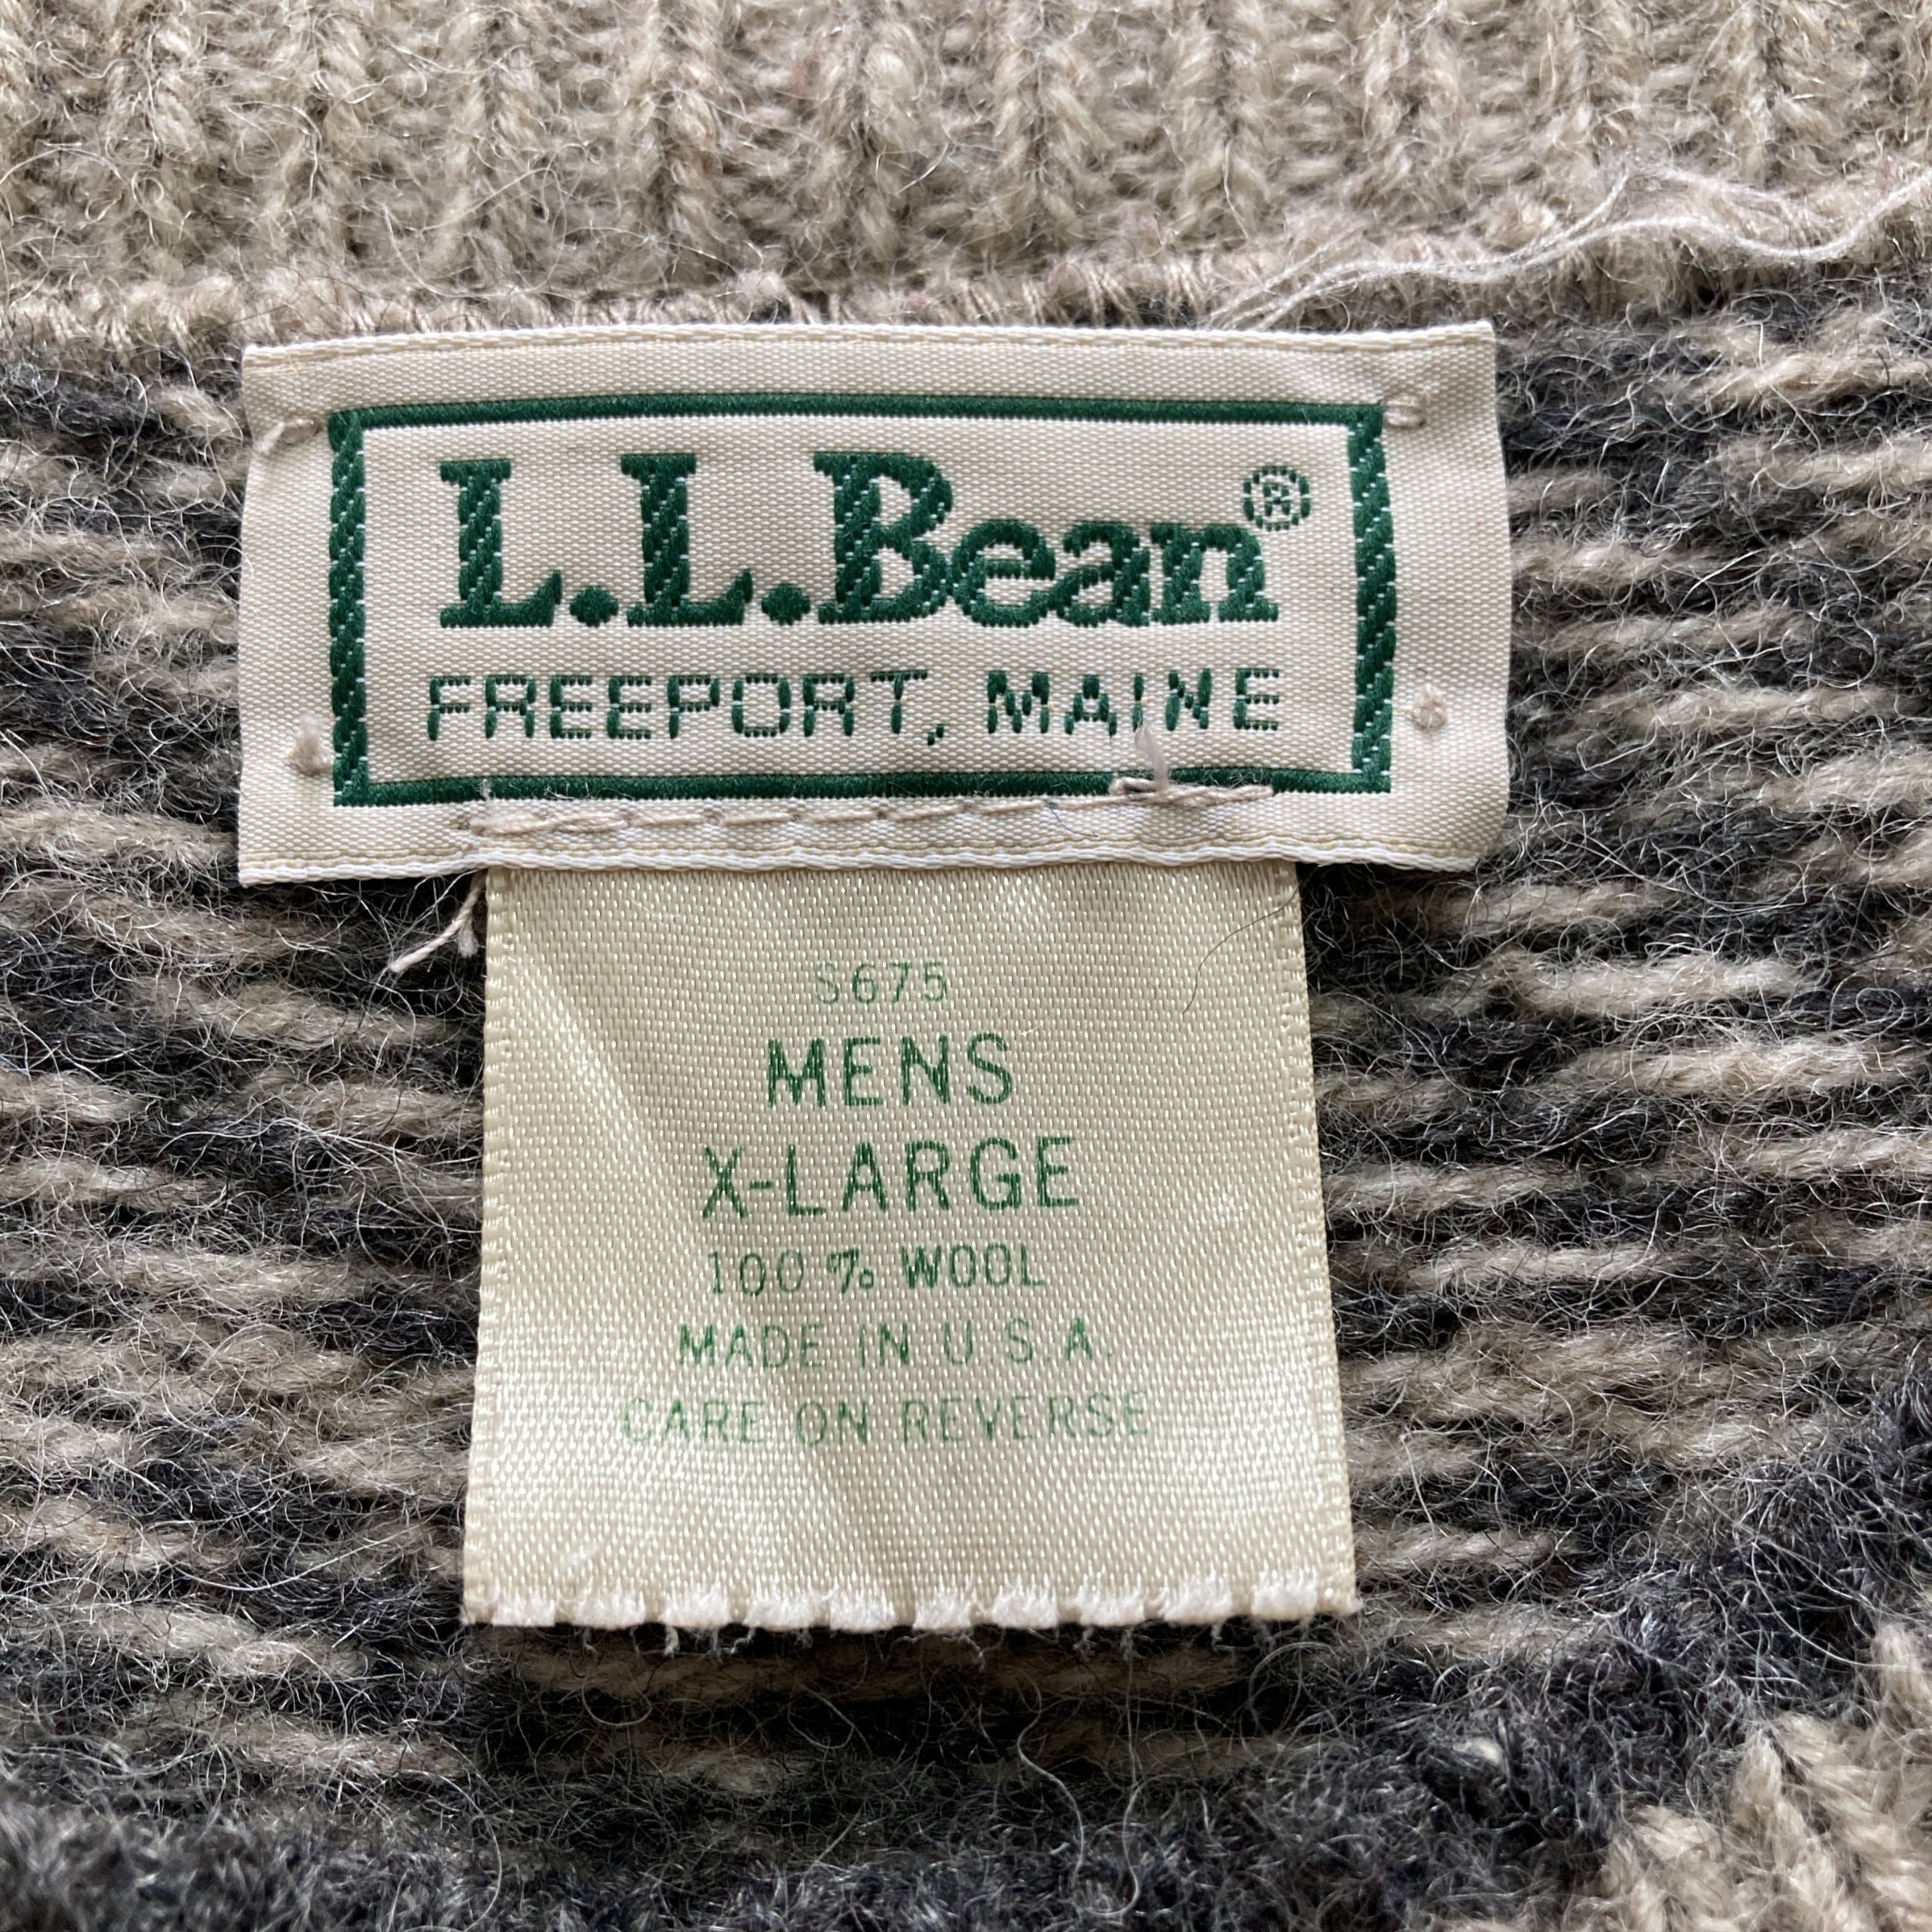 L.L.Bean®
FREEPORT, MAINE
S675
MENS
X-LARGE
100 % WOOL
MADE IN U.S.A.
CARE ON REVERSE